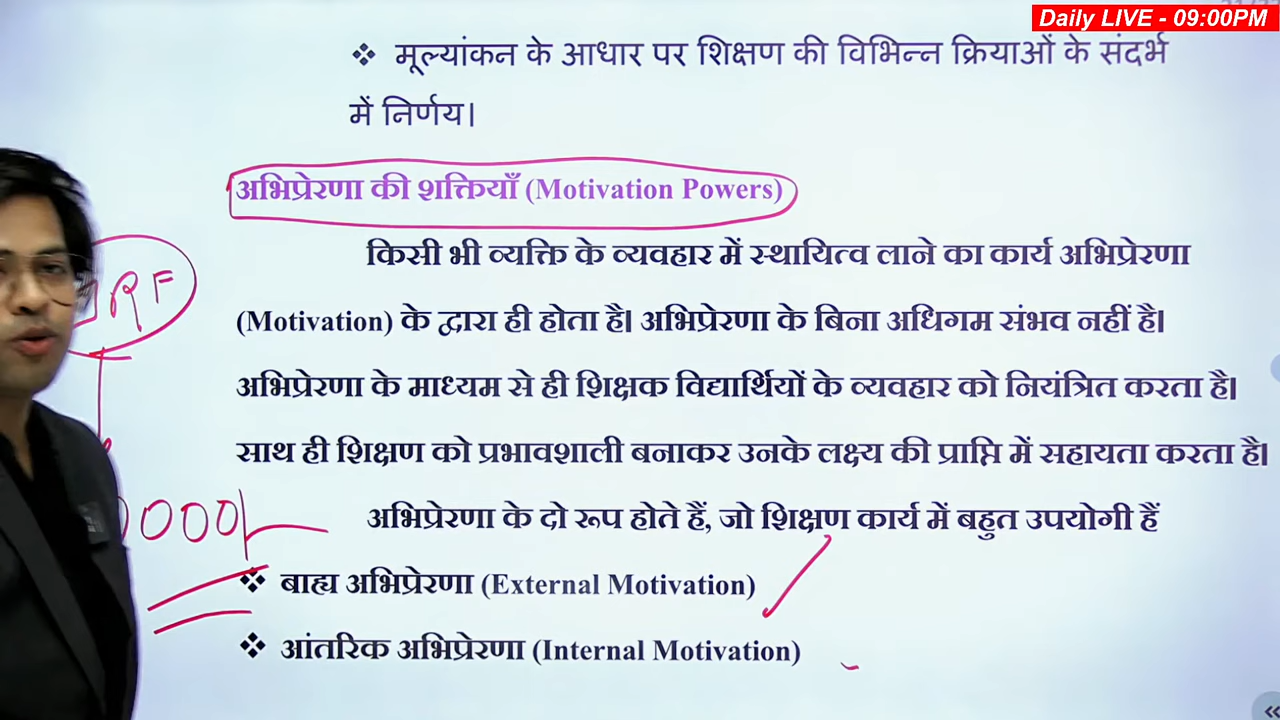 Daily LIVE - 09:00PM
❖ मूल्यांकन के आधार पर शिक्षण की विभिन्न क्रियाओं के संदर्भ
में निर्णय।
अभिप्रेरणा की शक्तियाँ (Motivation Powers)
किसी भी व्यक्ति के व्यवहार में स्थायित्व लाने का कार्य अभिप्रेरणा
(Motivation) के द्वारा ही होता है। अभिप्रेरणा के बिना अधिगम संभव नहीं है।
अभिप्रेरणा के माध्यम से ही शिक्षक विद्यार्थियों के व्यवहार को नियंत्रित करता है।
साथ ही शिक्षण को प्रभावशाली बनाकर उनके लक्ष्य की प्राप्ति में सहायता करता है।
RF
000/-
अभिप्रेरणा के दो रूप होते हैं, जो शिक्षण कार्य में बहुत उपयोगी हैं
❖ बाह्य अभिप्रेरणा (External Motivation)
❖ आंतरिक अभिप्रेरणा (Internal Motivation)